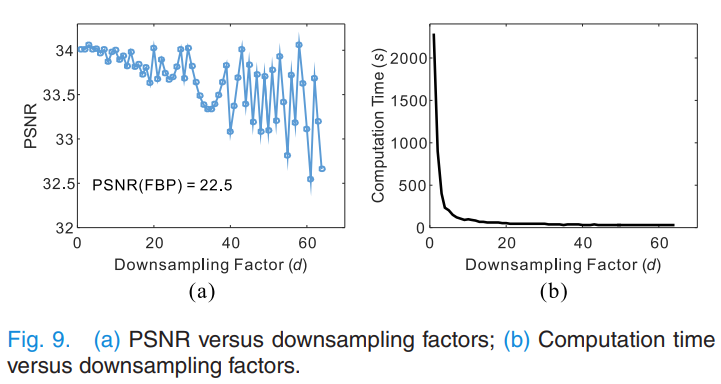 34
33.5
33
32.5
32
PSNR
PSNR(FBP) = 22.5
0 20 40 60
Downsampling Factor (d)
(a)
2000
1500
1000
500
0
Computation Time (s)
0 20 40 60
Downsampling Factor (d)
(b)
Fig. 9. (a) PSNR versus downsampling factors; (b) Computation time
versus downsampling factors.